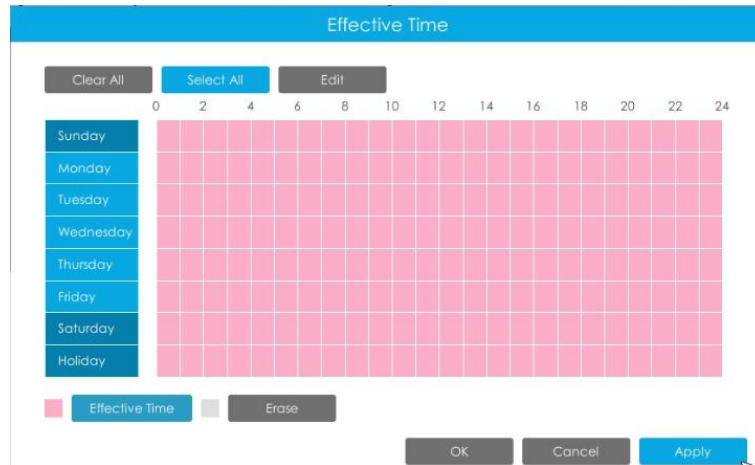 Effective Time
Clear All Select All Edit
0 2 4 6 8 10 12 14 16 18 20 22 24
Sunday
Monday
Tuesday
Wednesday
Thursday
Friday
Saturday
Holiday
Effective Time Erase
OK Cancel Apply